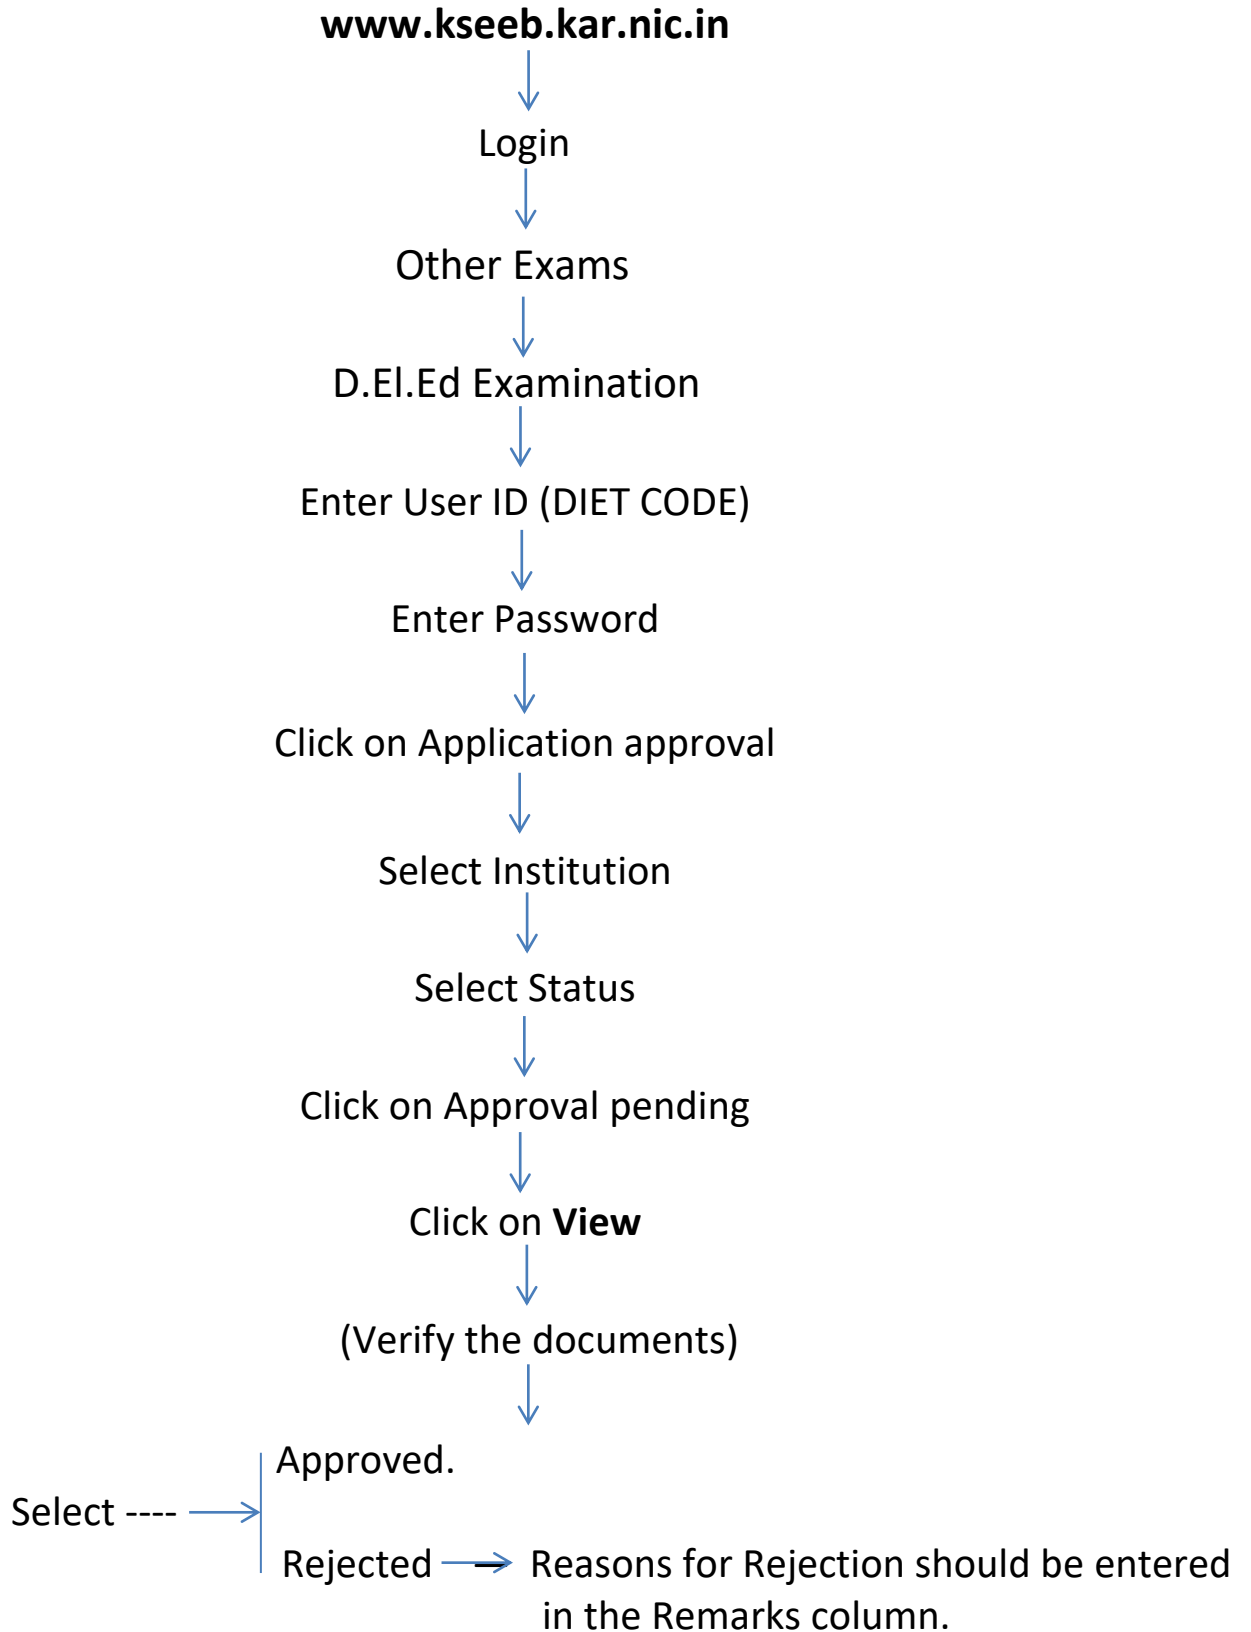 www.kseeb.kar.nic.in
Login
Other Exams
D.El.Ed Examination
Enter User ID (DIET CODE)
Enter Password
Click on Application approval
Select Institution
Select Status
Click on Approval pending
Click on View
(Verify the documents)
Approved.
Select ----
Rejected Reasons for Rejection should be entered
in the Remarks column.